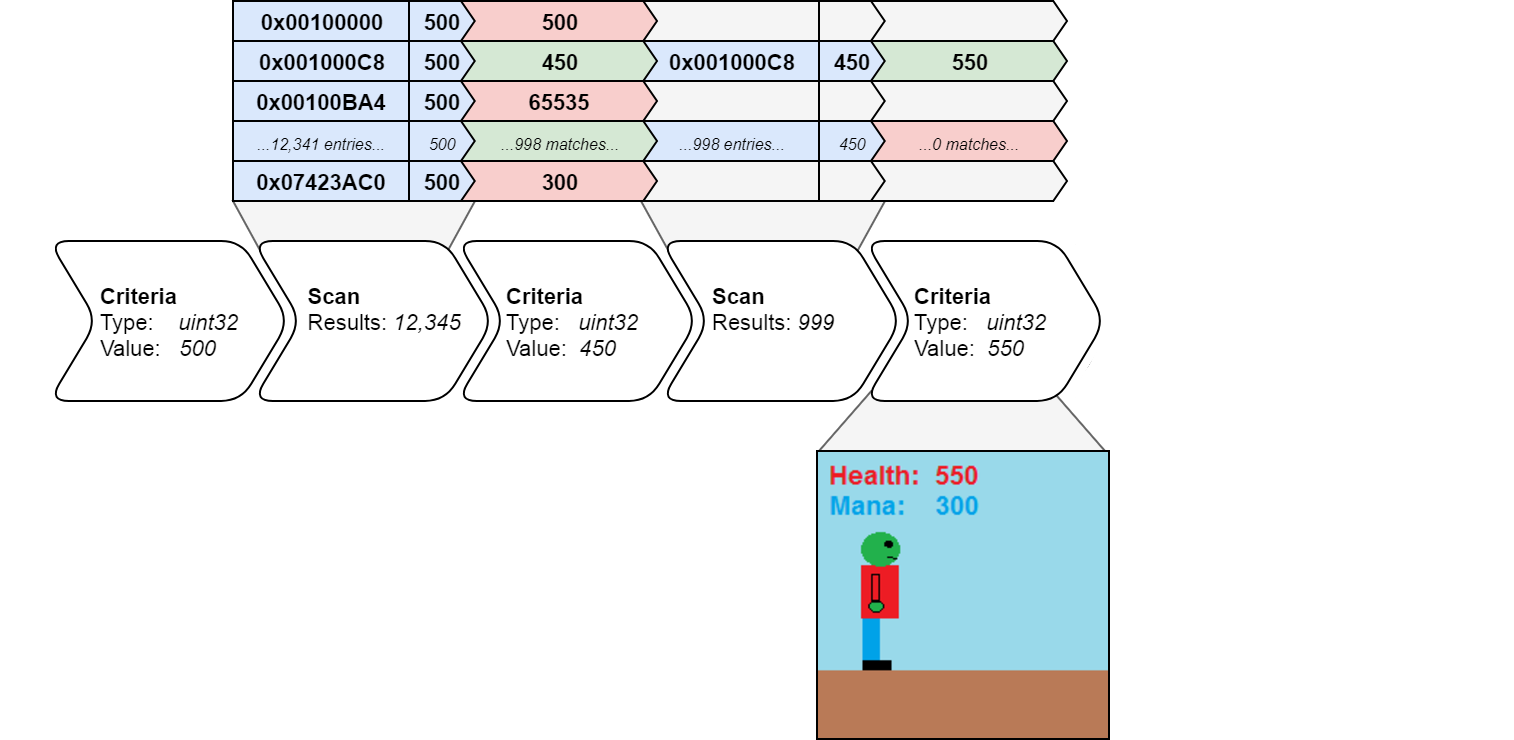 0x00100000 500 500
0x001000C8 500 450 0x001000C8 450 550
0x00100BA4 500 65535
...12,341 entries... 500 ...998 matches... ...998 entries... 450 ...0 matches...
0x07423AC0 500 300
Criteria
Type: uint32
Value: 500
Scan
Results: 12,345
Criteria
Type: uint32
Value: 450
Scan
Results: 999
Criteria
Type: uint32
Value: 550
Health: 550
Mana: 300